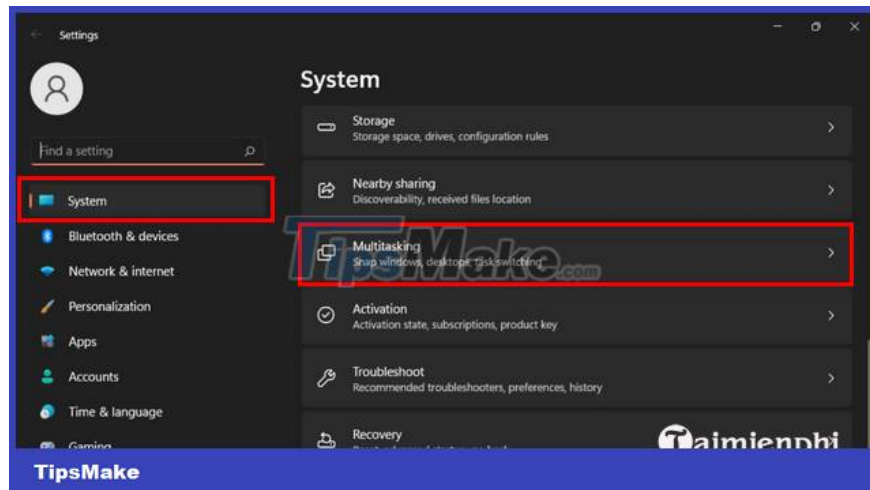 Settings
System
Find a setting
System
Bluetooth & devices
Network & internet
Personalization
Apps
Accounts
Time & language
Gaming
Storage
Storage space, drives, configuration rules
Nearby sharing
Discoverability, received files location
Multitasking
Snap windows, desktops, task switching
Activation
Activation state, subscriptions, product key
Troubleshoot
Recommended troubleshooters, preferences, history
Recovery
TipsMake.com
Taimienphi
TipsMake